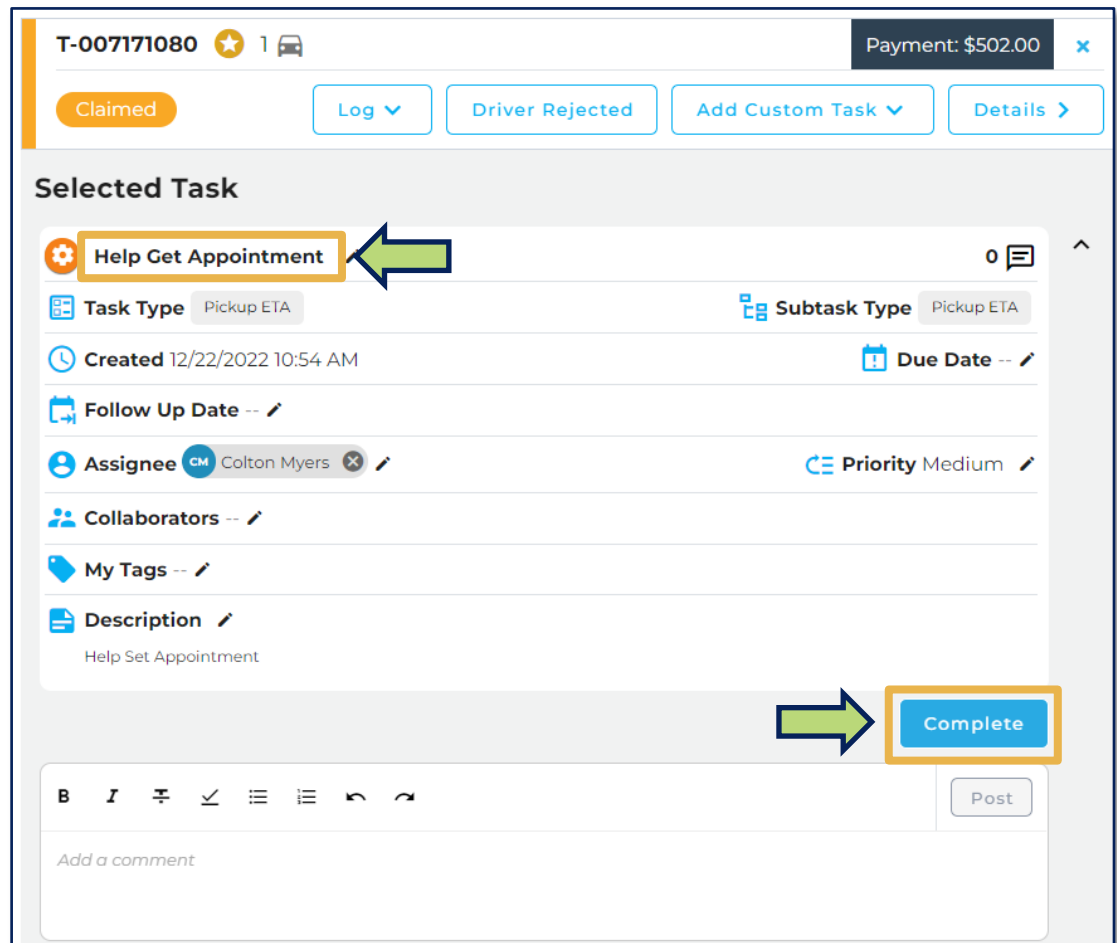 T-007171080 1 Payment: $502.00 ×
Claimed Log Driver Rejected Add Custom Task Details
Selected Task
Help Get Appointment 0
Task Type Pickup ETA Subtask Type Pickup ETA
Created 12/22/2022 10:54 AM Due Date --
Follow Up Date --
Assignee CM Colton Myers Priority Medium
Collaborators --
My Tags --
Description
Help Set Appointment
Complete
B I T Post
Add a comment